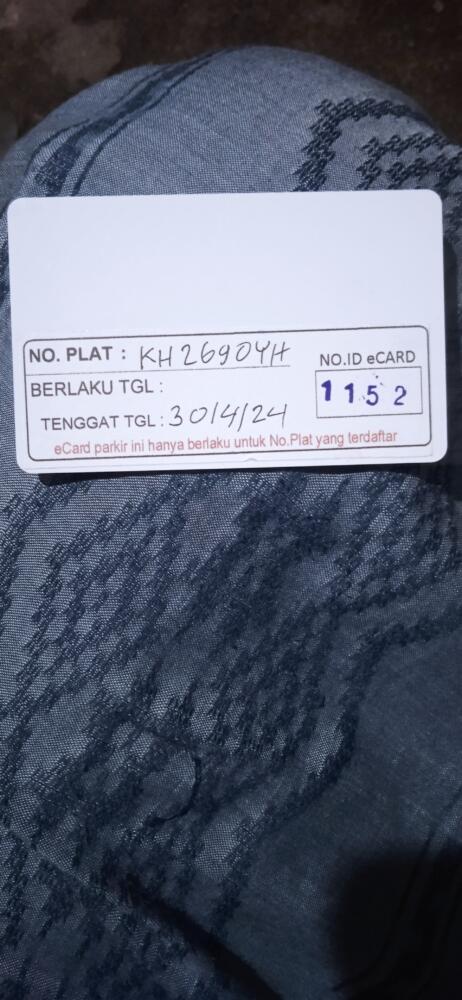 NO. PLAT : KH 2690 YH
NO.ID eCARD
1152
BERLAKU TGL :
TENGGAT TGL : 30/4/24
eCard parkir ini hanya berlaku untuk No.Plat yang terdaftar